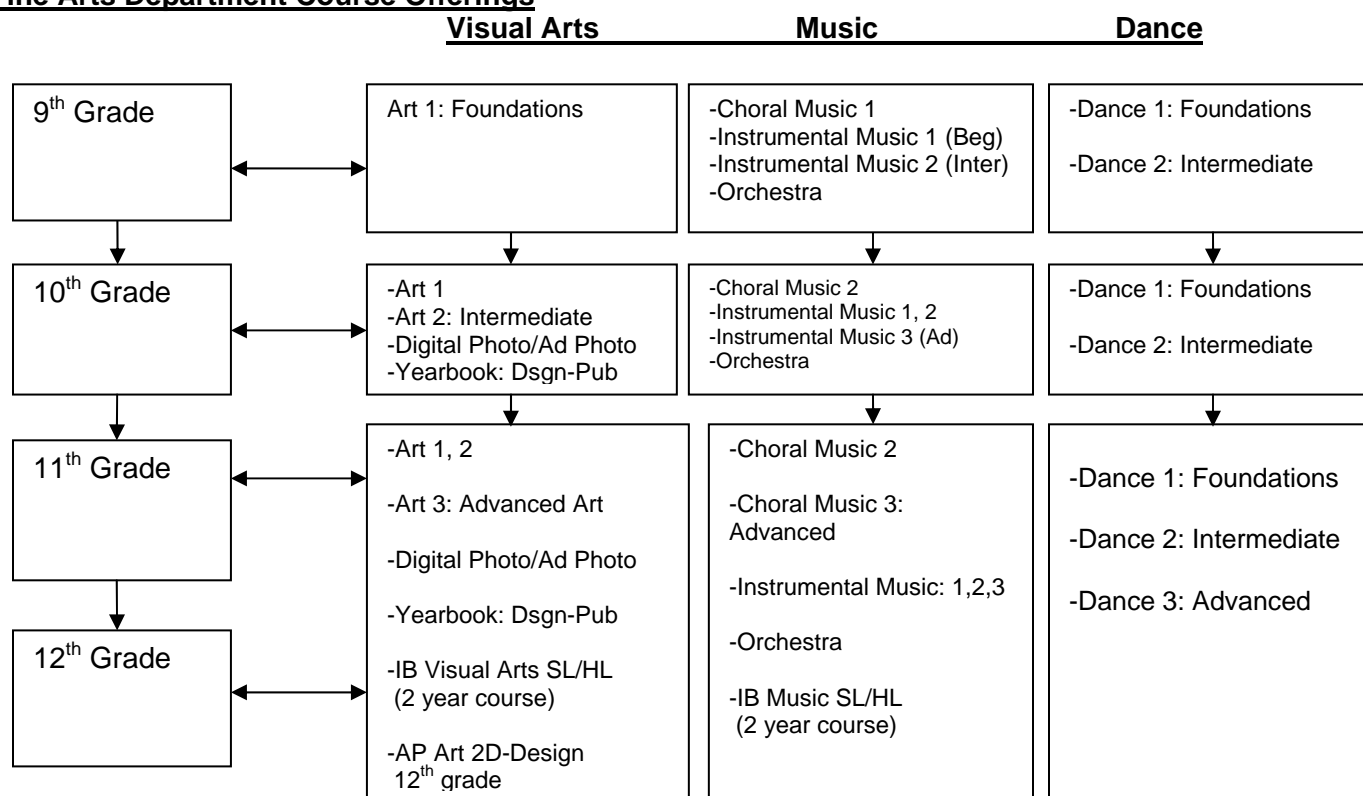 ine Arts Department Course Offerings
Visual Arts Music Dance
9th Grade
Art 1: Foundations
-Choral Music 1
-Instrumental Music 1 (Beg)
-Instrumental Music 2 (Inter)
-Orchestra
-Dance 1: Foundations
-Dance 2: Intermediate
10th Grade
-Art 1
-Art 2: Intermediate
-Digital Photo/Ad Photo
-Yearbook: Dsgn-Pub
-Choral Music 2
-Instrumental Music 1, 2
-Instrumental Music 3 (Ad)
-Orchestra
-Dance 1: Foundations
-Dance 2: Intermediate
11th Grade
12th Grade
-Art 1, 2
-Art 3: Advanced Art
-Digital Photo/Ad Photo
-Yearbook: Dsgn-Pub
-IB Visual Arts SL/HL
(2 year course)
-AP Art 2D-Design
12th grade
-Choral Music 2
-Choral Music 3:
Advanced
-Instrumental Music: 1,2,3
-Orchestra
-IB Music SL/HL
(2 year course)
-Dance 1: Foundations
-Dance 2: Intermediate
-Dance 3: Advanced